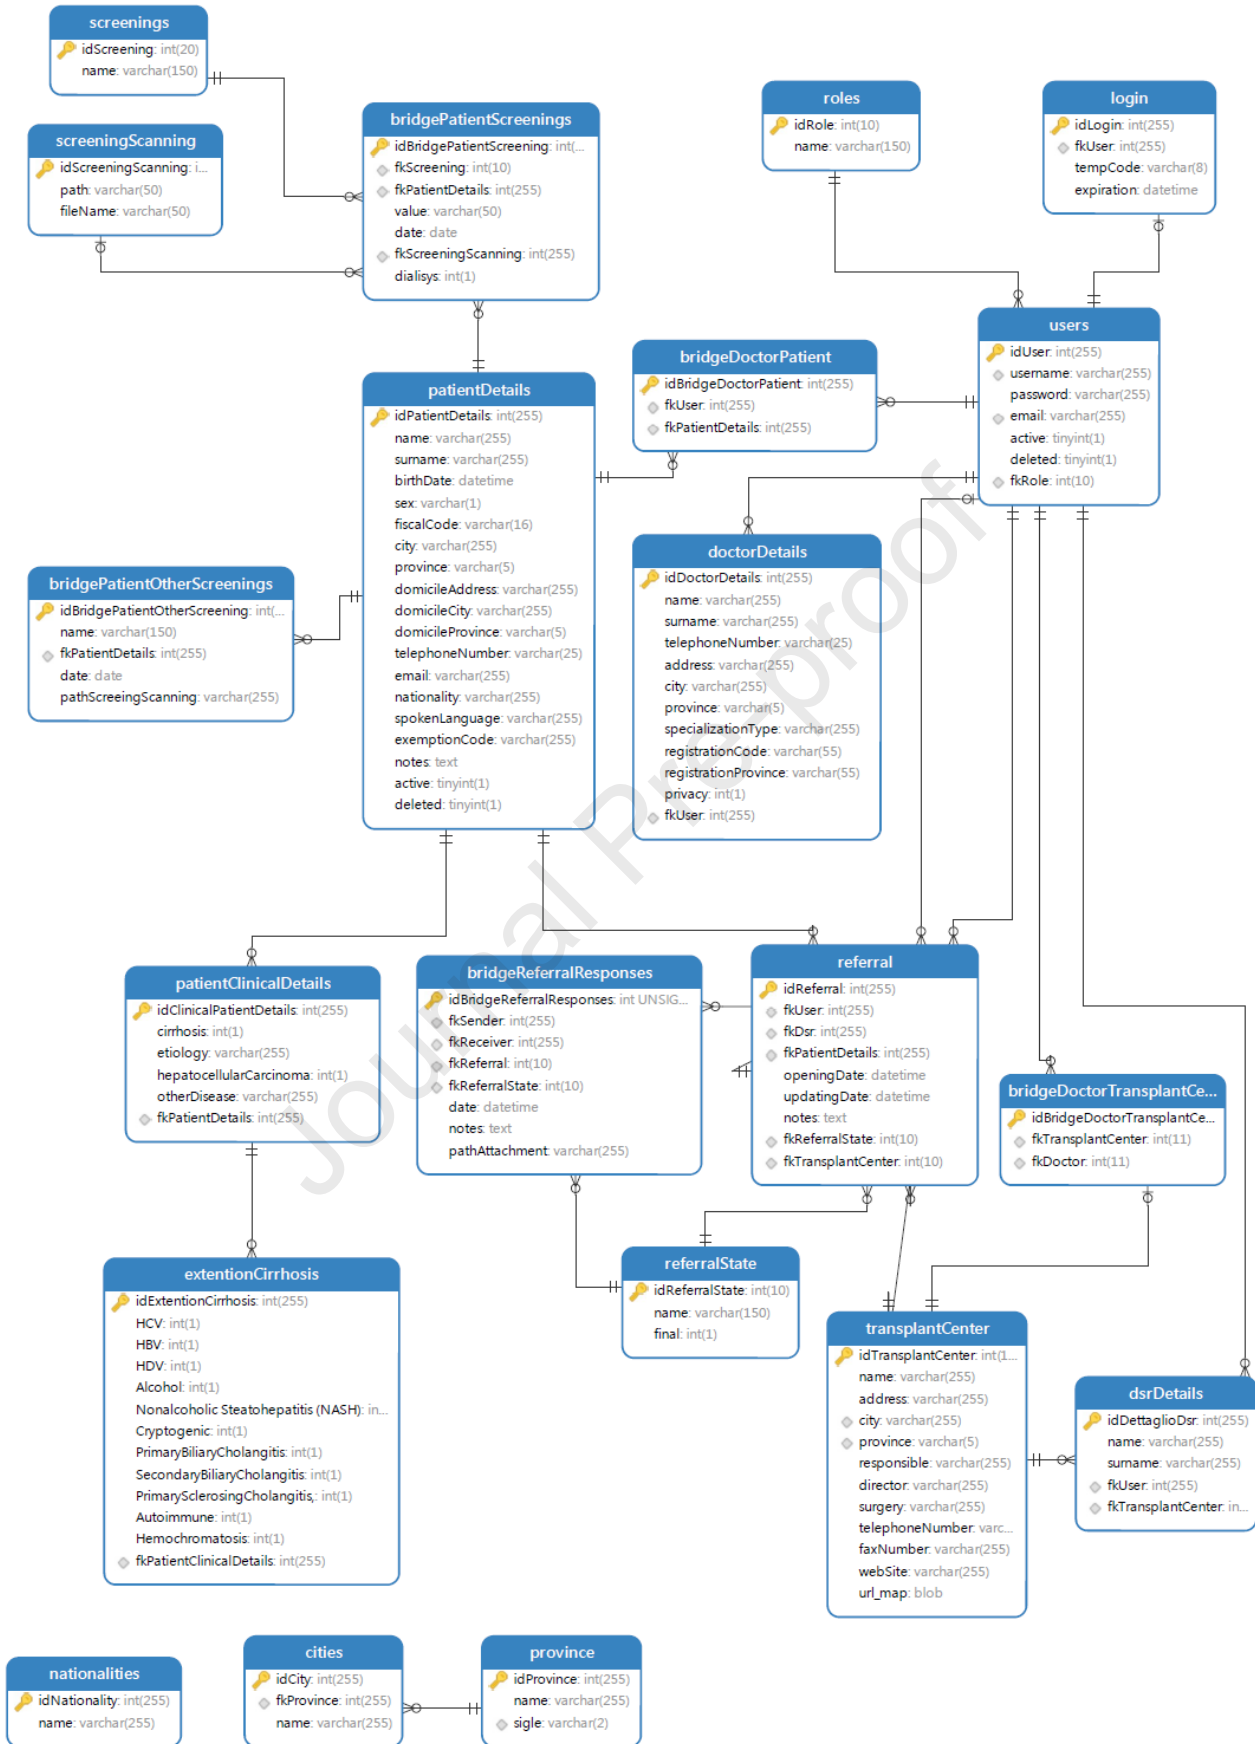 screenings
idScreening: int(20)
name: varchar(150)
screeningScanning
idScreeningScanning: i...
path: varchar(50)
fileName: varchar(50)
bridgePatientScreenings
idBridgePatientScreening: int(...
fkScreening: int(10)
fkPatientDetails: int(255)
value: varchar(50)
date: date
fkScreeningScanning: int(255)
dialisys: int(1)
roles
idRole: int(10)
name: varchar(150)
login
idLogin: int(255)
fkUser: int(255)
tempCode: varchar(8)
expiration: datetime
users
idUser: int(255)
username: varchar(255)
password: varchar(255)
email: varchar(255)
active: tinyint(1)
deleted: tinyint(1)
fkRole: int(10)
bridgeDoctorPatient
idBridgeDoctorPatient: int(255)
fkUser: int(255)
fkPatientDetails: int(255)
patientDetails
idPatientDetails: int(255)
name: varchar(255)
surname: varchar(255)
birthDate: datetime
sex: varchar(1)
fiscalCode: varchar(16)
city: varchar(255)
province: varchar(5)
domicileAddress: varchar(255)
domicileCity: varchar(255)
domicileProvince: varchar(5)
telephoneNumber: varchar(25)
email: varchar(255)
nationality: varchar(255)
spokenLanguage: varchar(255)
exemptionCode: varchar(255)
notes: text
active: tinyint(1)
deleted: tinyint(1)
doctorDetails
idDoctorDetails: int(255)
name: varchar(255)
surname: varchar(255)
telephoneNumber: varchar(25)
address: varchar(255)
city: varchar(255)
province: varchar(5)
specializationType: varchar(255)
registrationCode: varchar(55)
registrationProvince: varchar(55)
privacy: int(1)
fkUser: int(255)
bridgePatientOtherScreenings
idBridgePatientOtherScreening: int(...
name: varchar(150)
fkPatientDetails: int(255)
date: date
pathScreeingScanning: varchar(255)
Journal Pre-proof
patientClinicalDetails
idClinicalPatientDetails: int(255)
cirrhosis: int(1)
etiology: varchar(255)
hepatocellularCarcinoma: int(1)
otherDisease: varchar(255)
fkPatientDetails: int(255)
bridgeReferralResponses
idBridgeReferralResponses: int UNSIG...
fkSender: int(255)
fkReceiver: int(255)
fkReferral: int(10)
fkReferralState: int(10)
date: datetime
notes: text
pathAttachment: varchar(255)
referral
idReferral: int(255)
fkUser: int(255)
fkDsr: int(255)
fkPatientDetails: int(255)
openingDate: datetime
updatingDate: datetime
notes: text
fkReferralState: int(10)
fkTransplantCenter: int(10)
bridgeDoctorTransplantCe...
idBridgeDoctorTransplantCe...
fkTransplantCenter: int(11)
fkDoctor: int(11)
extentionCirrhosis
idExtentionCirrhosis: int(255)
HCV: int(1)
HBV: int(1)
HDV: int(1)
Alcohol: int(1)
Nonalcoholic Steatohepatitis (NASH): in...
Cryptogenic: int(1)
PrimaryBiliaryCholangitis: int(1)
SecondaryBiliaryCholangitis: int(1)
PrimarySclerosingCholangitis,: int(1)
Autoimmune: int(1)
Hemochromatosis: int(1)
fkPatientClinicalDetails: int(255)
referralState
idReferralState: int(10)
name: varchar(150)
final: int(1)
transplantCenter
idTransplantCenter: int(1...
name: varchar(255)
address: varchar(255)
city: varchar(255)
province: varchar(5)
responsible: varchar(255)
director: varchar(255)
surgery: varchar(255)
telephoneNumber: varc...
faxNumber: varchar(255)
webSite: varchar(255)
url_map: blob
dsrDetails
idDettaglioDsr: int(255)
name: varchar(255)
surname: varchar(255)
fkUser: int(255)
fkTransplantCenter: in...
nationalities
idNationality: int(255)
name: varchar(255)
cities
idCity: int(255)
fkProvince: int(255)
name: varchar(255)
province
idProvince: int(255)
name: varchar(255)
sigle: varchar(2)